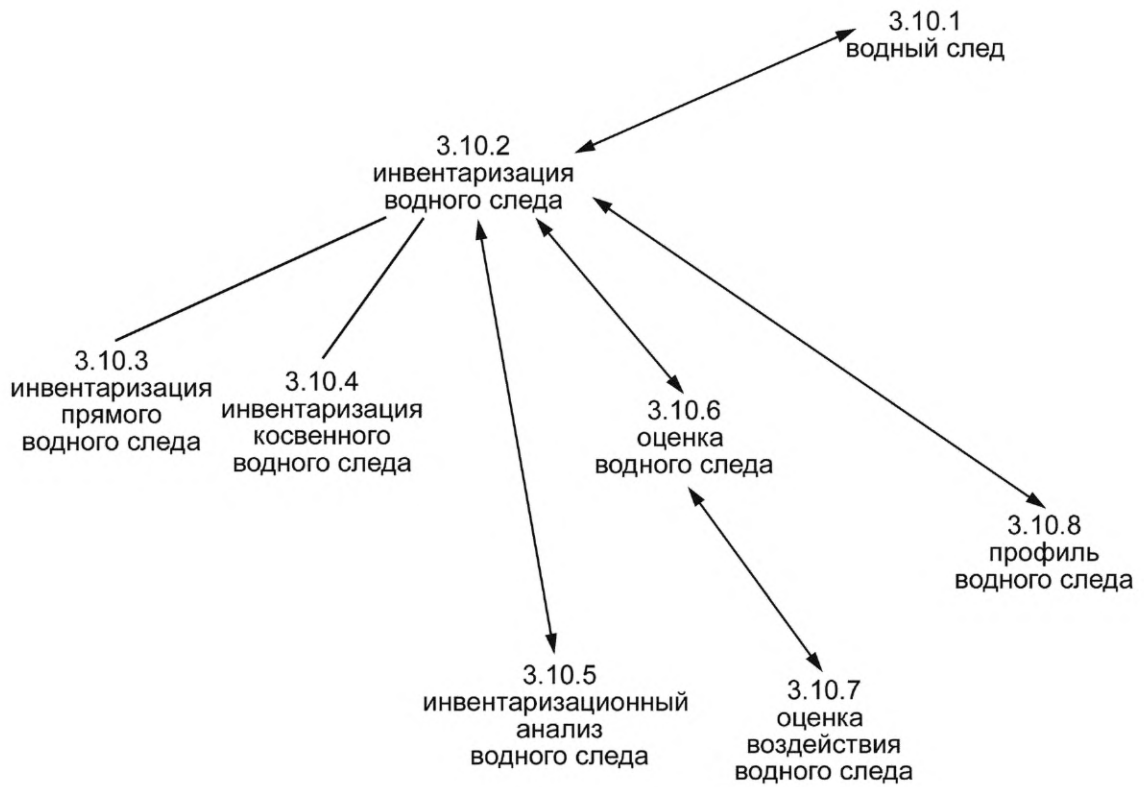 3.10.1
водный след
3.10.2
инвентаризация
водного следа
3.10.3
инвентаризация
прямого
водного следа
3.10.4
инвентаризация
косвенного
водного следа
3.10.6
оценка
водного следа
3.10.8
профиль
водного следа
3.10.5
инвентаризационный
анализ
водного следа
3.10.7
оценка
воздействия
водного следа